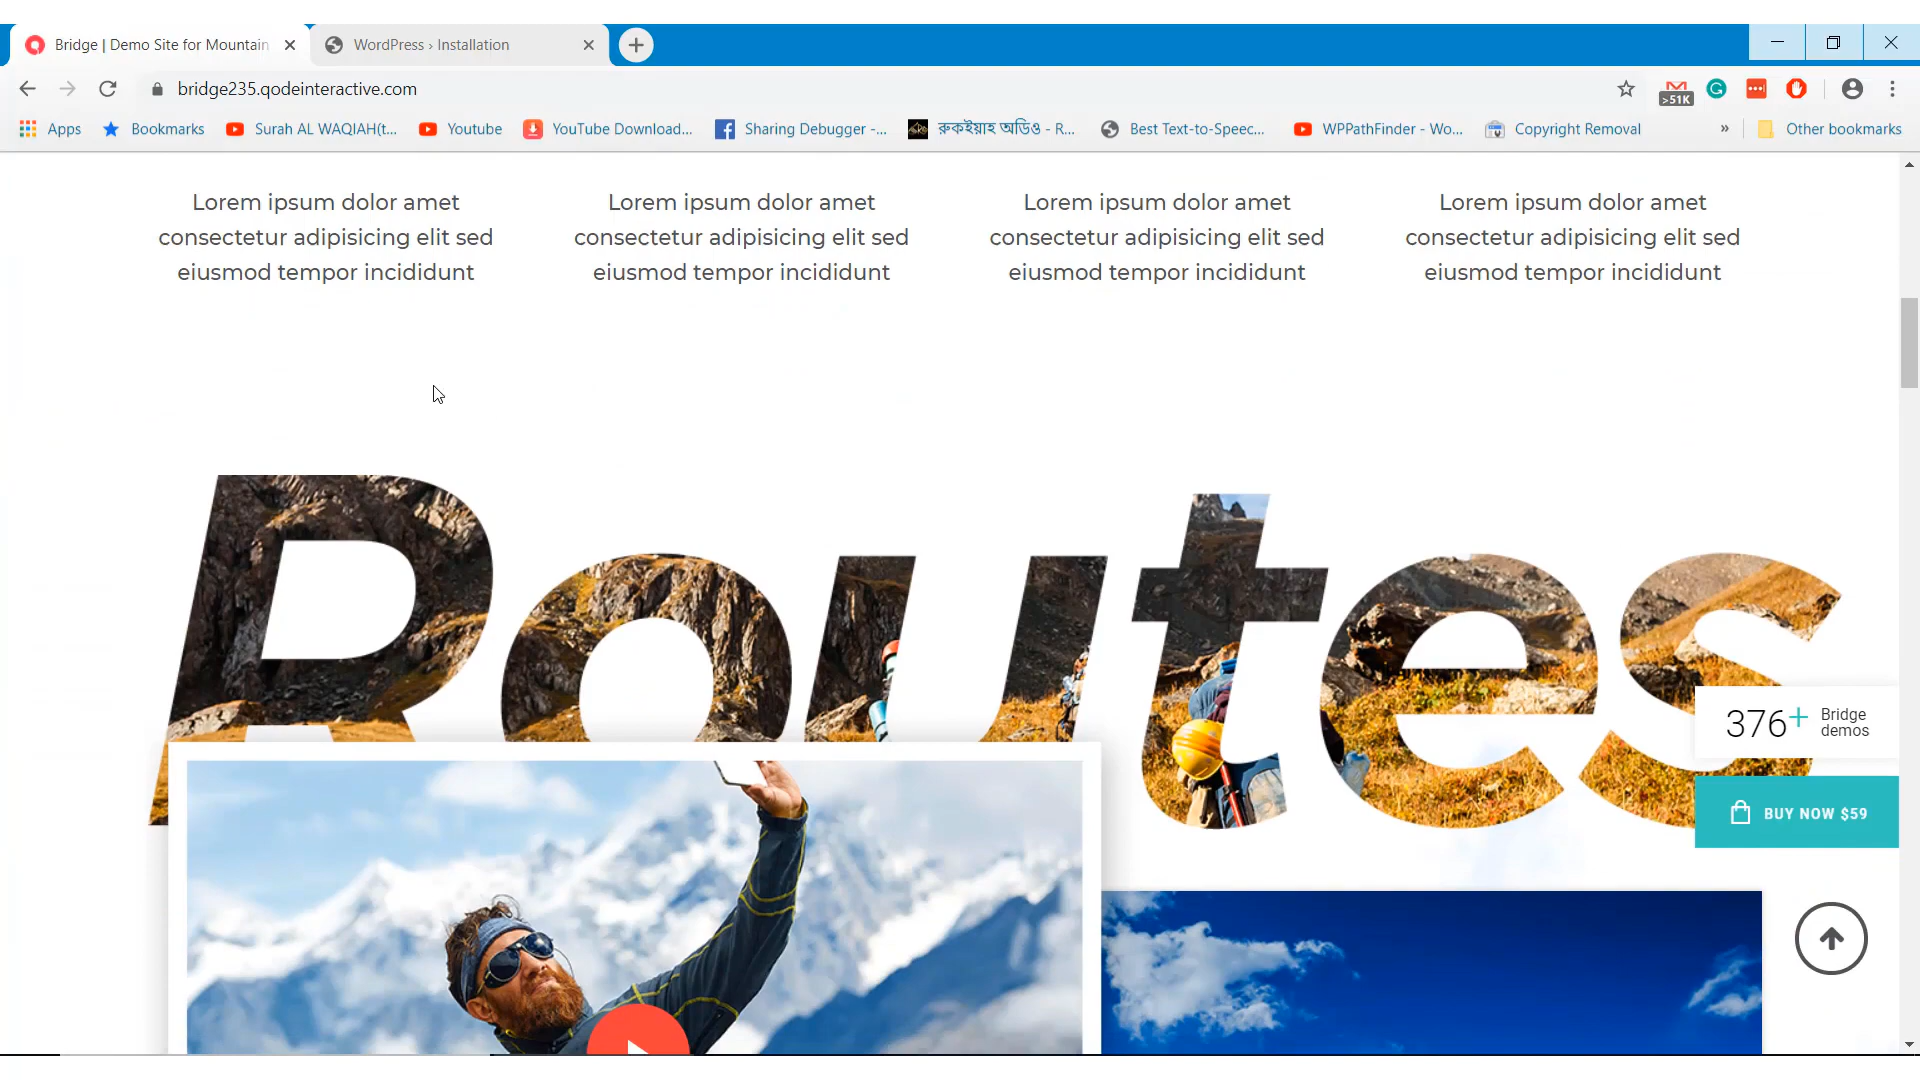 Bridge | Demo Site for Mountain
WordPress › Installation
bridge235.qodeinteractive.com
>51K
Apps
Bookmarks
Surah AL WAQIAH(t...
Youtube
YouTube Download...
Sharing Debugger -...
রুকইয়াহ অডিও - R...
Best Text-to-Speec...
WPPathFinder - Wo...
Copyright Removal
»
Other bookmarks
Lorem ipsum dolor amet
consectetur adipisicing elit sed
eiusmod tempor incididunt
Lorem ipsum dolor amet
consectetur adipisicing elit sed
eiusmod tempor incididunt
Lorem ipsum dolor amet
consectetur adipisicing elit sed
eiusmod tempor incididunt
Lorem ipsum dolor amet
consectetur adipisicing elit sed
eiusmod tempor incididunt
Routes
376+ Bridge
demos
BUY NOW $59